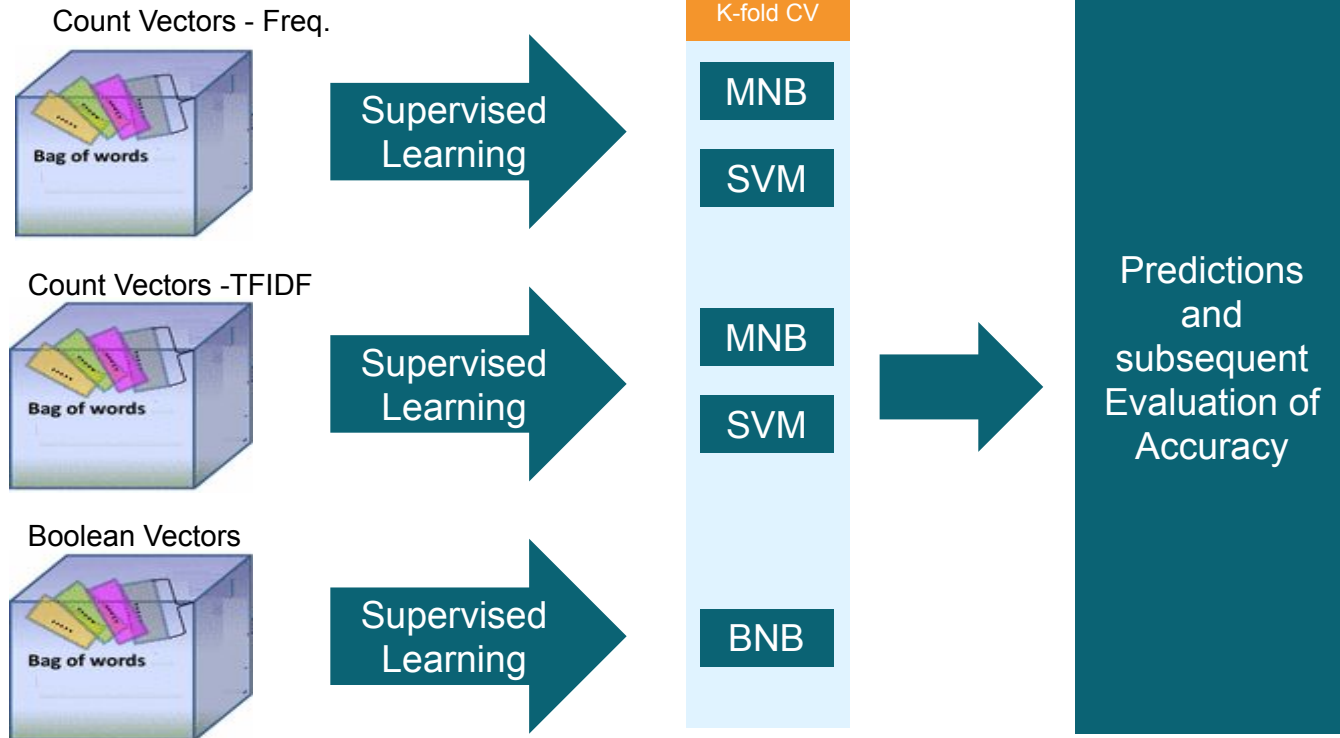 Count Vectors - Freq.
Bag of words
Supervised
Learning
K-fold CV
MNB
SVM
Count Vectors -TFIDF
Bag of words
Supervised
Learning
MNB
SVM
Boolean Vectors
Bag of words
Supervised
Learning
BNB
Predictions
and
subsequent
Evaluation of
Accuracy